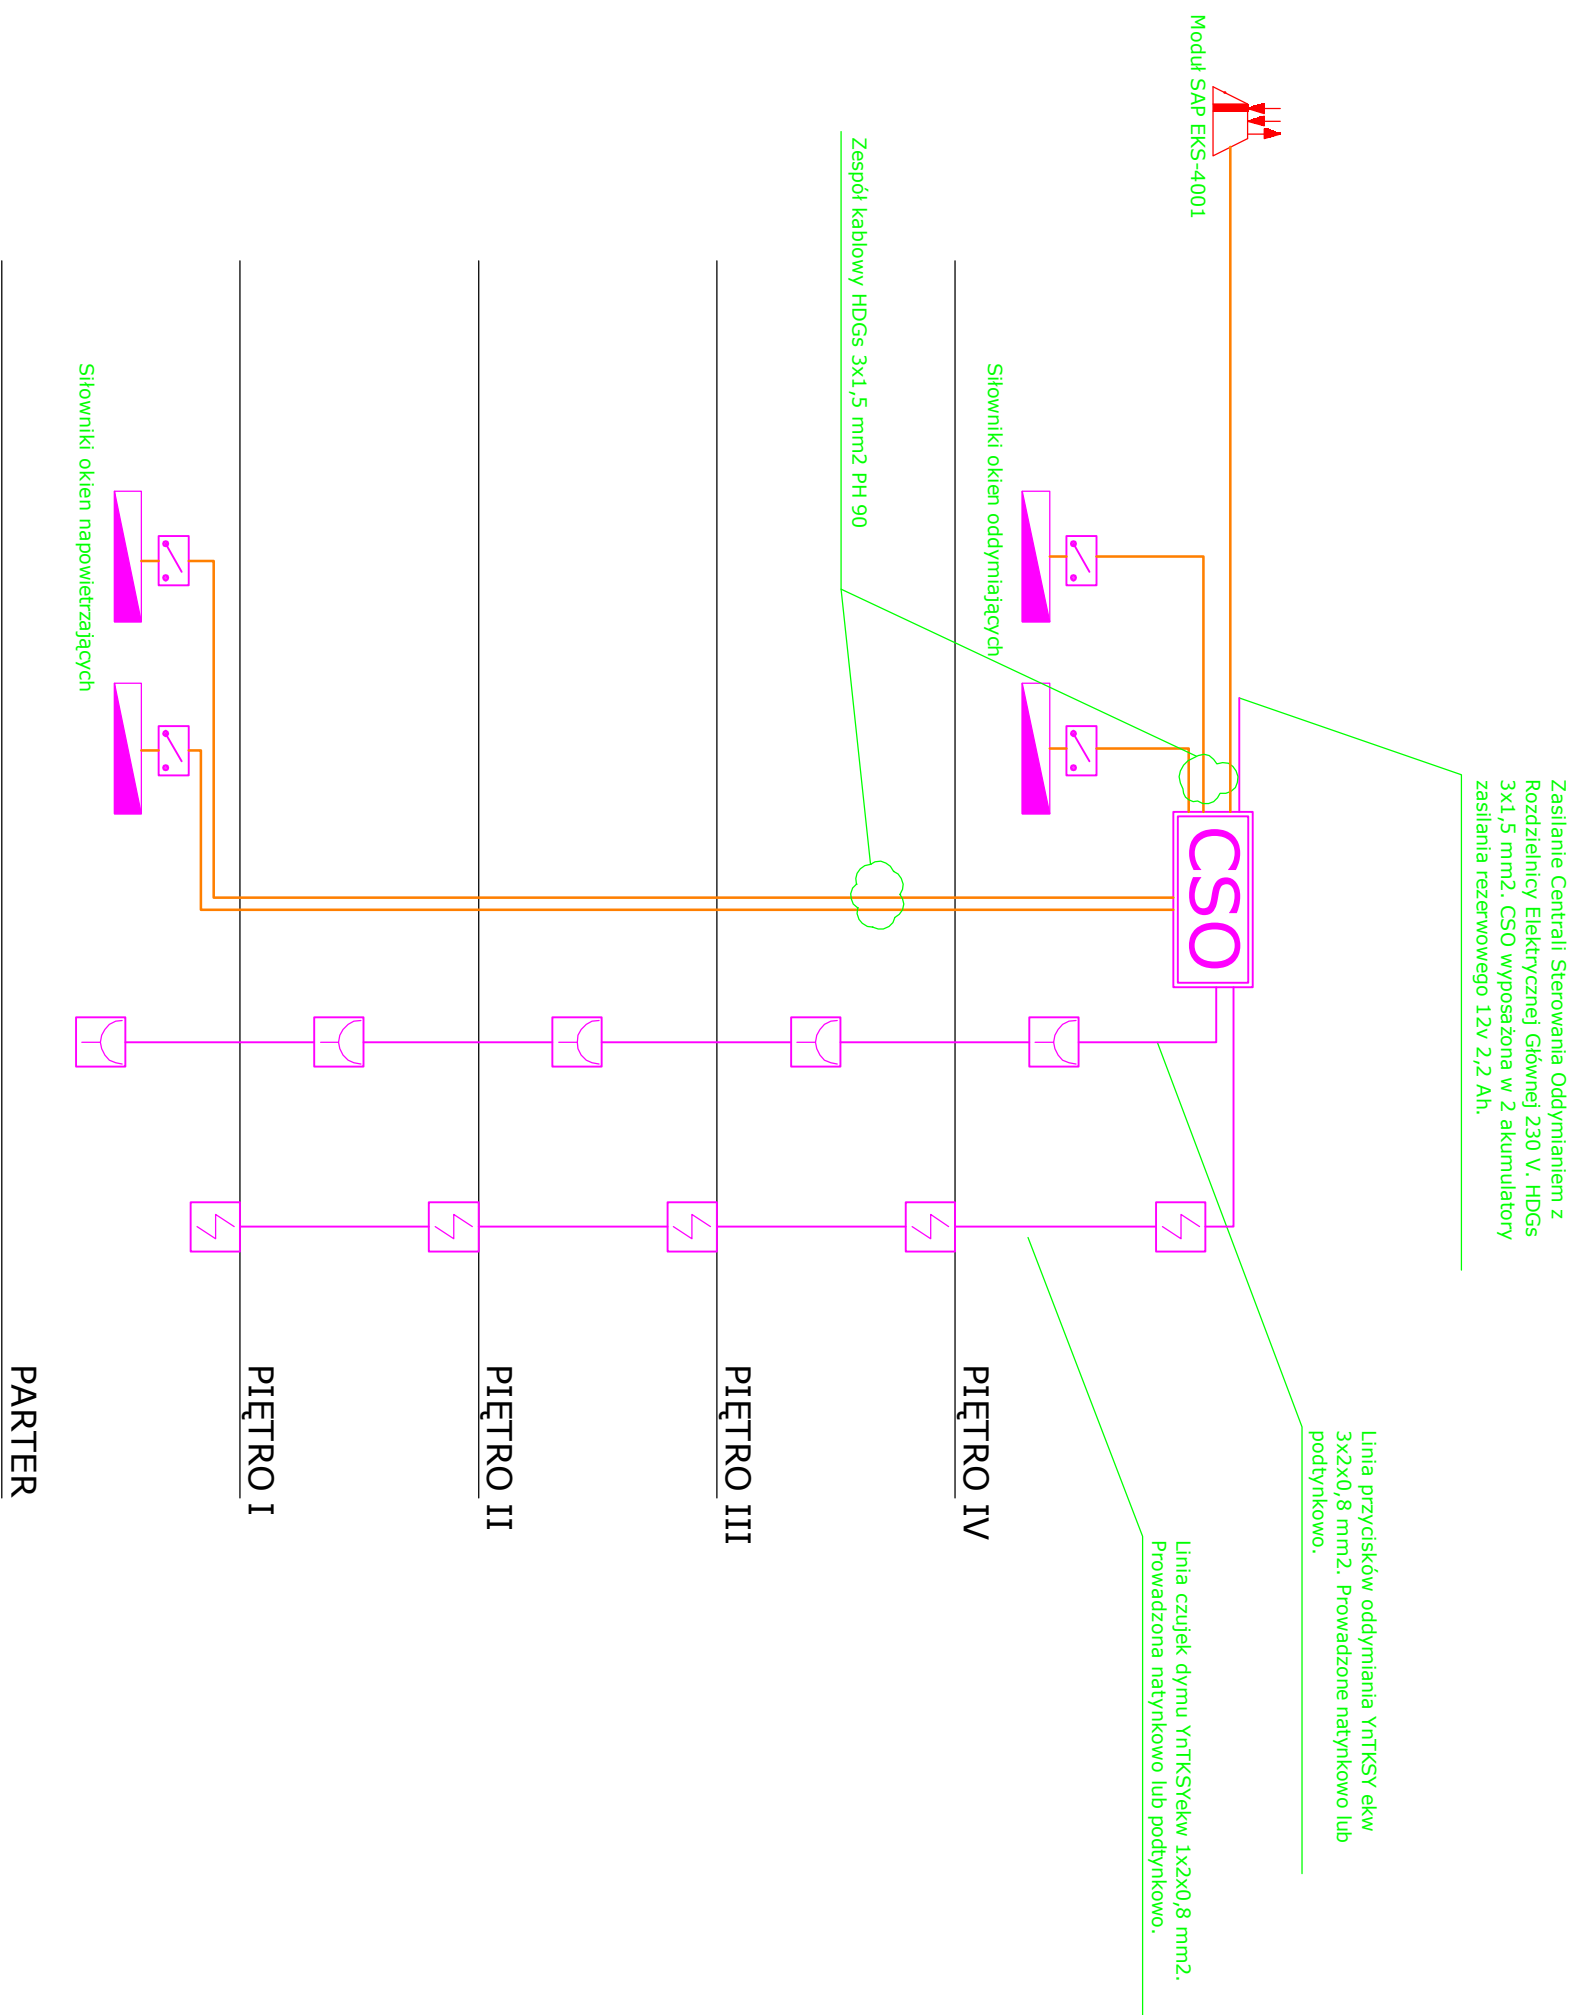 Zasilanie Centrali Sterowania Oddymianiem z
Rozdzielnicy Elektrycznej Głównej 230 V. HDGs
3x1,5 mm2. CSO wyposażona w 2 akumulatory
zasilania rezerwowego 12v 2,2 Ah.
Linia przycisków oddymiania YnTKSY ekw
3x2x0,8 mm2. Prowadzone natynkowo lub
podtynkowo.
Moduł SAP EKS-4001
CSO
Linia czujek dymu YnTKSYekw 1x2x0,8 mm2.
Prowadzona natynkowo lub podtynkowo.
Siłowniki okien oddymiających
PIĘTRO IV
Zespół kablowy HDGs 3x1,5 mm2 PH 90
PIĘTRO III
PIĘTRO II
PIĘTRO I
Siłowniki okien napowietrzających
PARTER